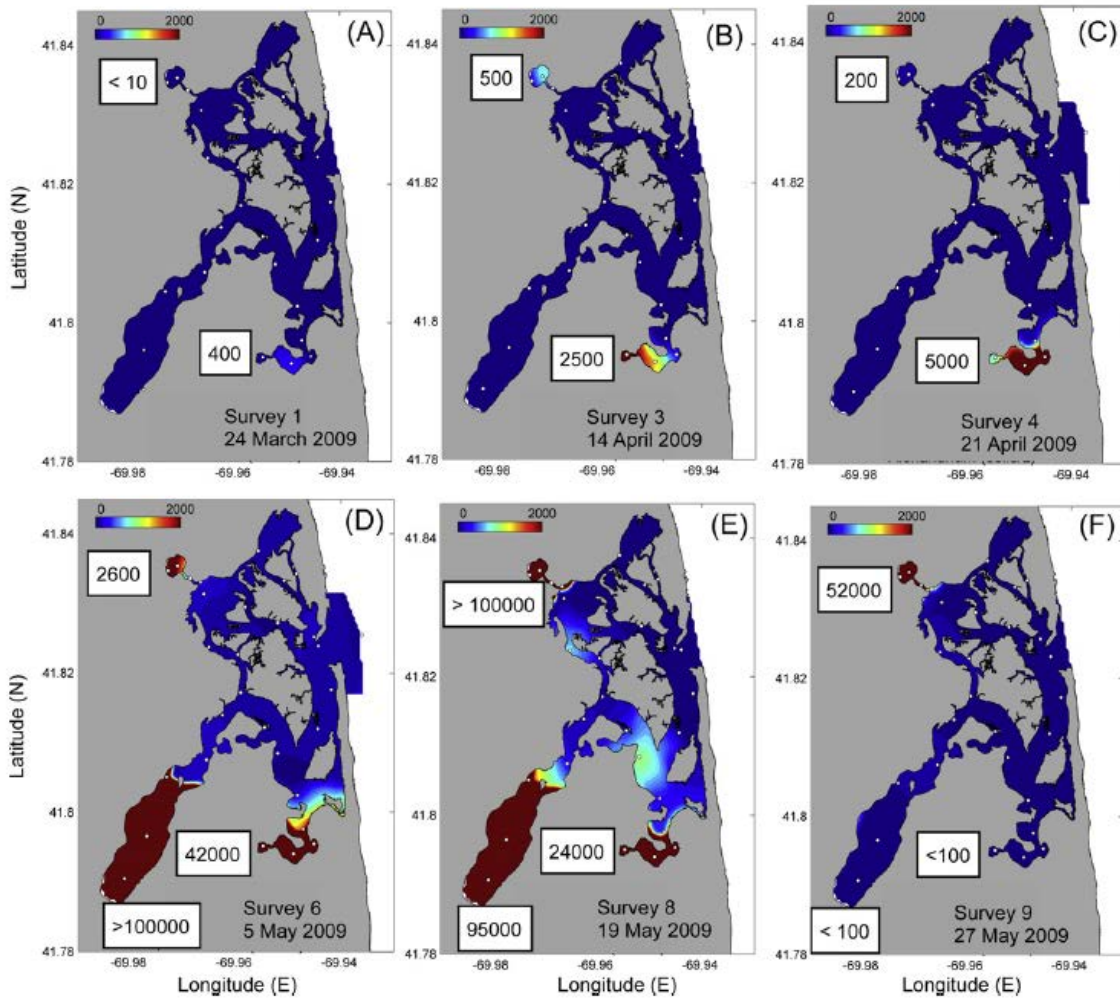 0 2000
(A)
41.84
< 10
41.82
Latitude (N)
41.8
400
Survey 1
24 March 2009
41.78
-69.98 -69.96 -69.94
0 2000
(B)
41.84
500
41.82
41.8
2500
Survey 3
14 April 2009
41.78
-69.98 -69.96 -69.94
0 2000
(C)
41.84
200
41.82
41.8
5000
Survey 4
21 April 2009
41.78
-69.98 -69.96 -69.94
0 2000
(D)
41.84
2600
41.82
Latitude (N)
41.8
42000
>100000
Survey 6
5 May 2009
41.78
-69.98 -69.96 -69.94
Longitude (E)
0 2000
(E)
41.84
> 100000
41.82
41.8
24000
95000
Survey 8
19 May 2009
41.78
-69.98 -69.96 -69.94
Longitude (E)
0 2000
(F)
41.84
52000
41.82
41.8
<100
< 100
Survey 9
27 May 2009
41.78
-69.98 -69.96 -69.94
Longitude (E)